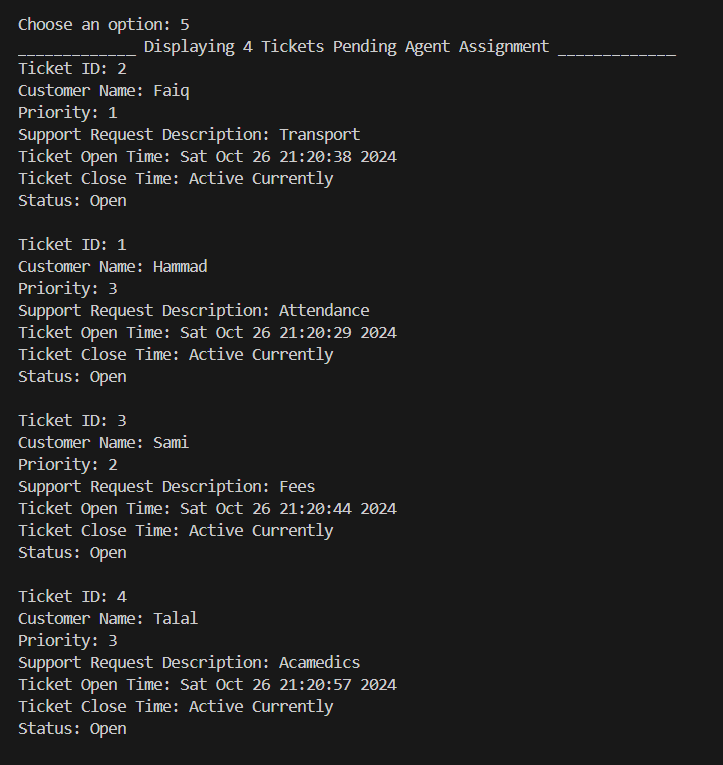 Choose an option: 5
_____________ Displaying 4 Tickets Pending Agent Assignment _____________
Ticket ID: 2
Customer Name: Faiq
Priority: 1
Support Request Description: Transport
Ticket Open Time: Sat Oct 26 21:20:38 2024
Ticket Close Time: Active Currently
Status: Open
Ticket ID: 1
Customer Name: Hammad
Priority: 3
Support Request Description: Attendance
Ticket Open Time: Sat Oct 26 21:20:29 2024
Ticket Close Time: Active Currently
Status: Open
Ticket ID: 3
Customer Name: Sami
Priority: 2
Support Request Description: Fees
Ticket Open Time: Sat Oct 26 21:20:44 2024
Ticket Close Time: Active Currently
Status: Open
Ticket ID: 4
Customer Name: Talal
Priority: 3
Support Request Description: Acamedics
Ticket Open Time: Sat Oct 26 21:20:57 2024
Ticket Close Time: Active Currently
Status: Open